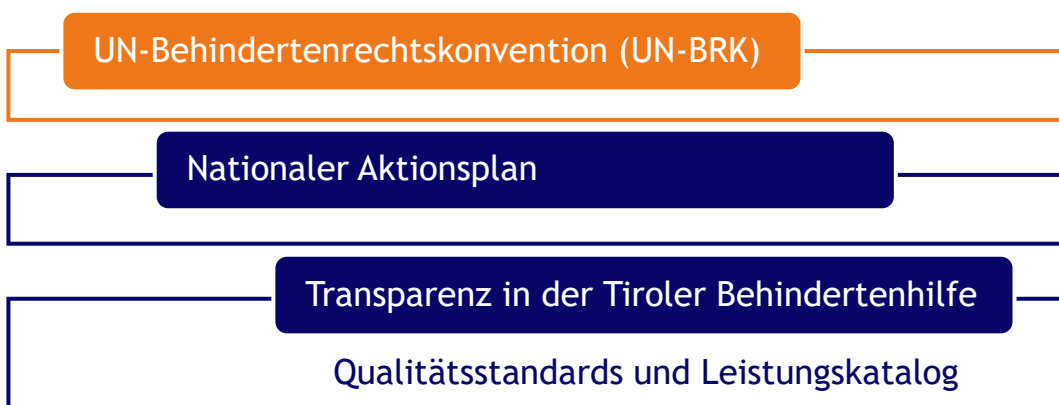 UN-Behindertenrechtskonvention (UN-BRK)
Nationaler Aktionsplan
Transparenz in der Tiroler Behindertenhilfe
Qualitätsstandards und Leistungskatalog